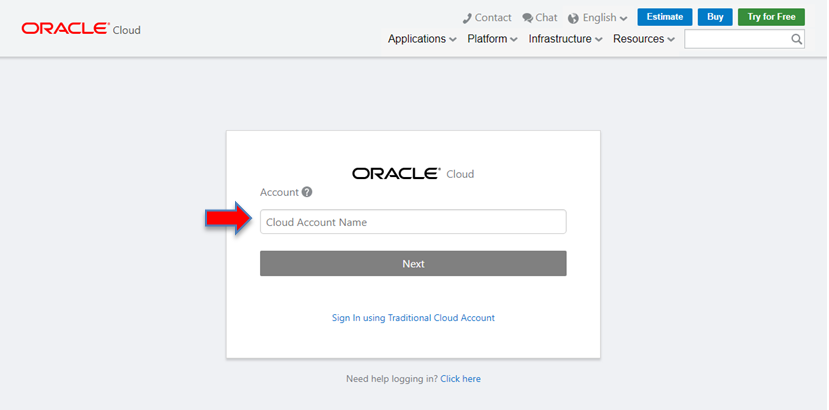 Contact Chat English Estimate Buy Try for Free
ORACLE® Cloud
Applications Platform Infrastructure Resources
ORACLE® Cloud
Account ?
Cloud Account Name
Next
Sign In using Traditional Cloud Account
Need help logging in? Click here